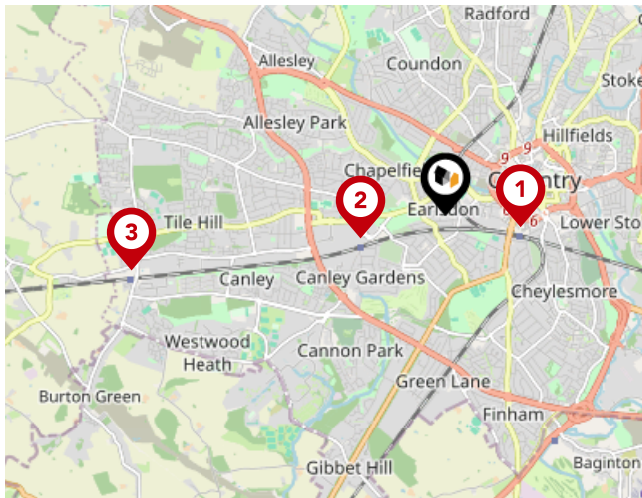 Radford
Allesley
Coundon
Stoke
Allesley Park
Hillfields
9
9
Chapelfie
C
ntry
1
2
Earlsdon
6
Lower Sto
3
Tile Hill
Canley
Canley Gardens
Cheylesmore
Westwood
Heath
Cannon Park
Green Lane
Burton Green
Finham
Gibbet Hill
Baginton